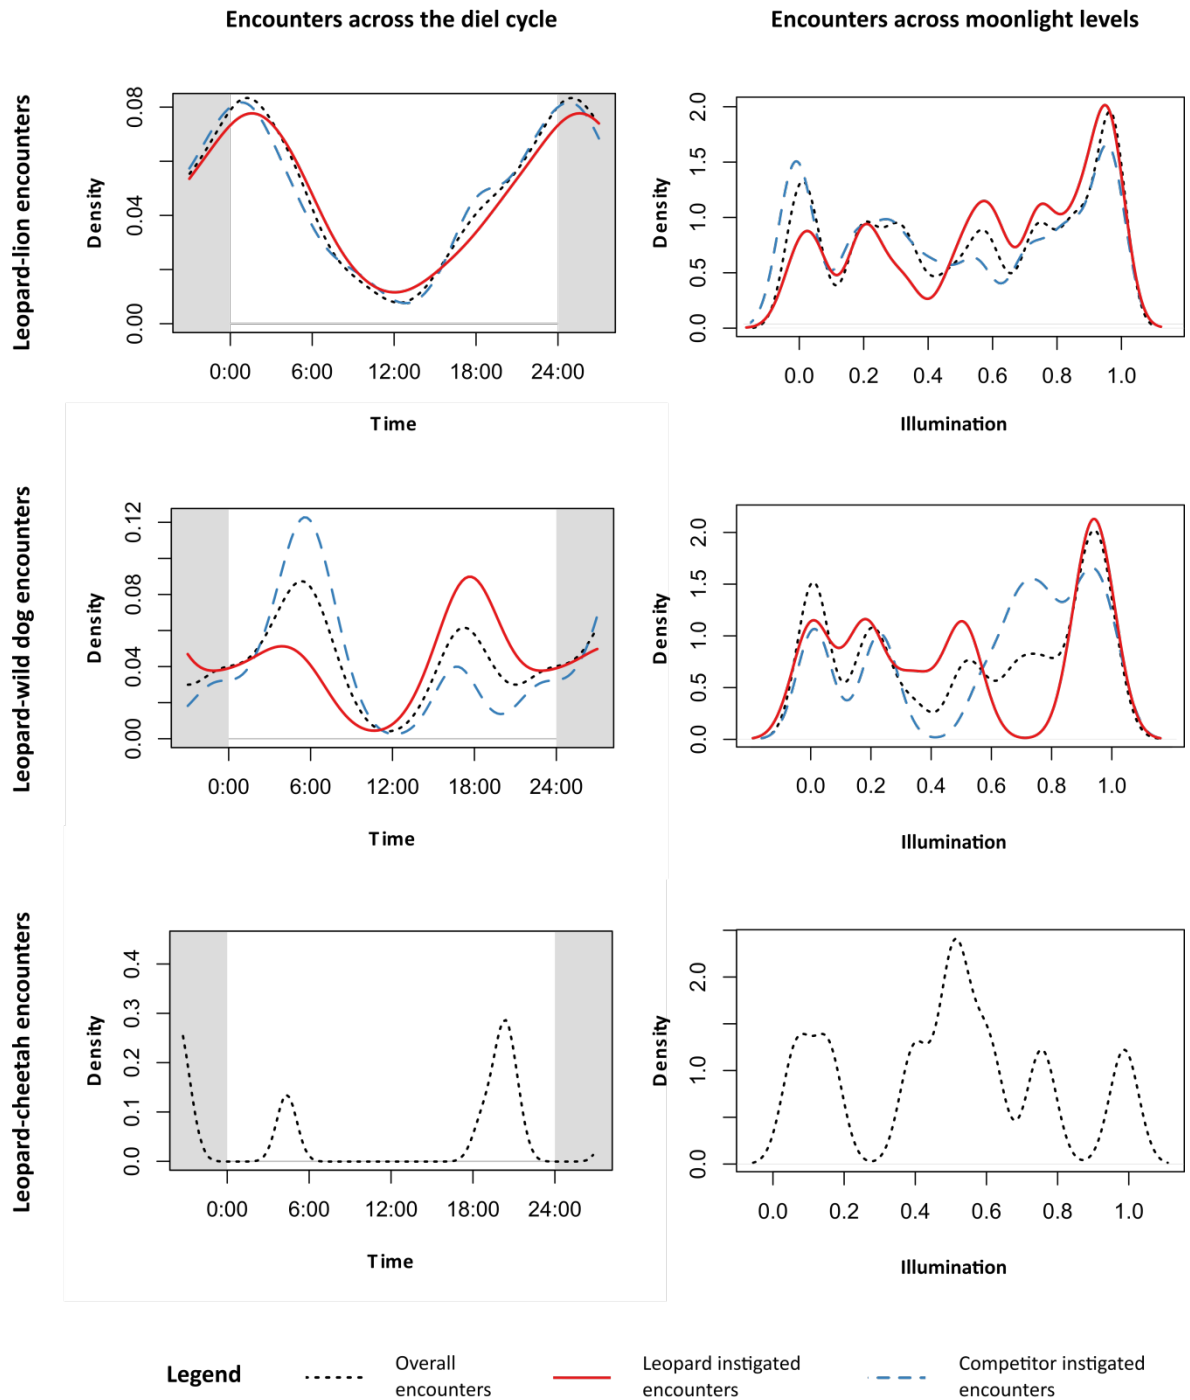 Encounters across the diel cycle
Encounters across moonlight levels
Leopard-lion encounters
Density
0.00
0.04
0.08
0:00 6:00 12:00 18:00 24:00
Time
Density
0.0
0.5
1.0
1.5
2.0
0.0 0.2 0.4 0.6 0.8 1.0
Illumination
Leopard-wild dog encounters
Density
0.00
0.04
0.08
0.12
0:00 6:00 12:00 18:00 24:00
Time
Density
0.0
0.5
1.0
1.5
2.0
0.0 0.2 0.4 0.6 0.8 1.0
Illumination
Leopard-cheetah encounters
Density
0.0
0.1
0.2
0.3
0.4
0:00 6:00 12:00 18:00 24:00
Time
Density
0.0
1.0
2.0
0.0 0.2 0.4 0.6 0.8 1.0
Illumination
Legend
Overall
encounters
Leopard instigated
encounters
Competitor instigated
encounters